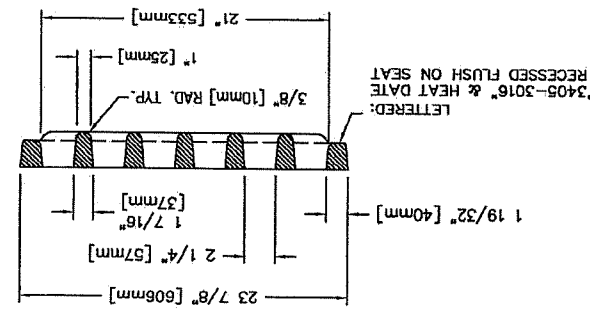 23 7/8" [606mm]
2 1/4" [57mm]
1 19/32" [40mm]
1 7/16"
[37mm]
LETTERED:
"3405-3016" & HEAT DATE
RECESSED FLUSH ON SEAT
3/8" [10mm] RAD. TYP.
1" [25mm]
21" [533mm]